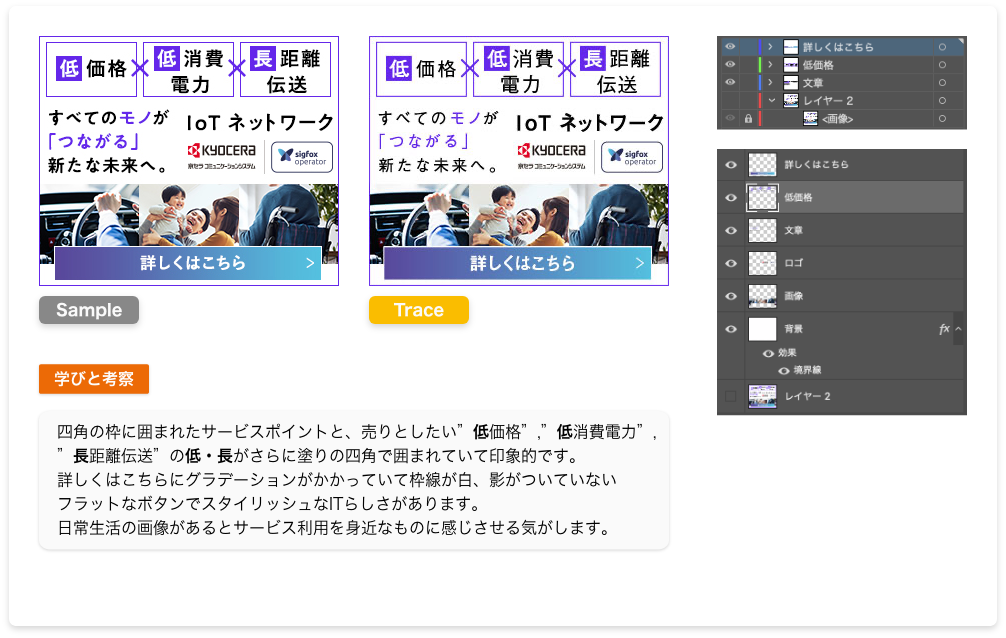 低価格×低消費電力×長距離伝送
すべてのモノが
「つながる」
新たな未来へ。
IoT ネットワーク
KYOCERA
京セラコミュニケーションシステム
sigfox
operator
詳しくはこちら >
Sample
低価格×低消費電力×長距離伝送
すべてのモノが
「つながる」
新たな未来へ。
IoT ネットワーク
KYOCERA
京セラコミュニケーションシステム
sigfox
operator
詳しくはこちら >
Trace
学びと考察
四角の枠に囲まれたサービスポイントと、売りとしたい”低価格”,”低消費電力”,
”長距離伝送”の低・長がさらに塗りの四角で囲まれていて印象的です。
詳しくはこちらにグラデーションがかかっていて枠線が白、影がついていない
フラットなボタンでスタイリッシュなITらしさがあります。
日常生活の画像があるとサービス利用を身近なものに感じさせる気がします。
詳しくはこちら
低価格
文章
レイヤー 2
<画像>
詳しくはこちら
低価格
文章
ロゴ
画像
背景 fx
効果
境界線
レイヤー 2